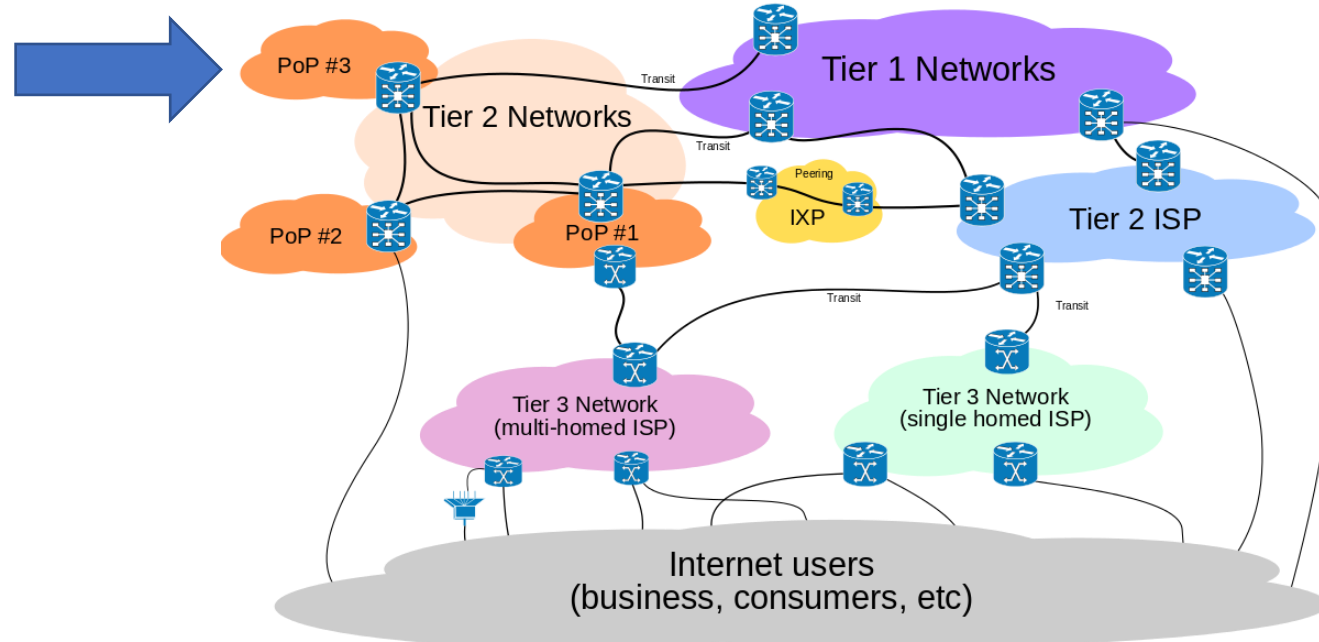 PoP #3
Transit
Tier 1 Networks
Tier 2 Networks
Transit
Peering
IXP
PoP #2
PoP #1
Tier 2 ISP
Transit
Transit
Tier 3 Network
(multi-homed ISP)
Tier 3 Network
(single homed ISP)
Internet users
(business, consumers, etc)